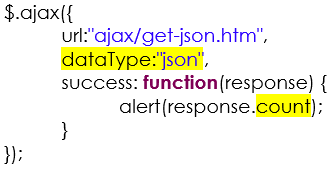 $.ajax({
url:"ajax/get-json.htm",
dataType:"json",
success: function(response) {
alert(response.count);
}
});